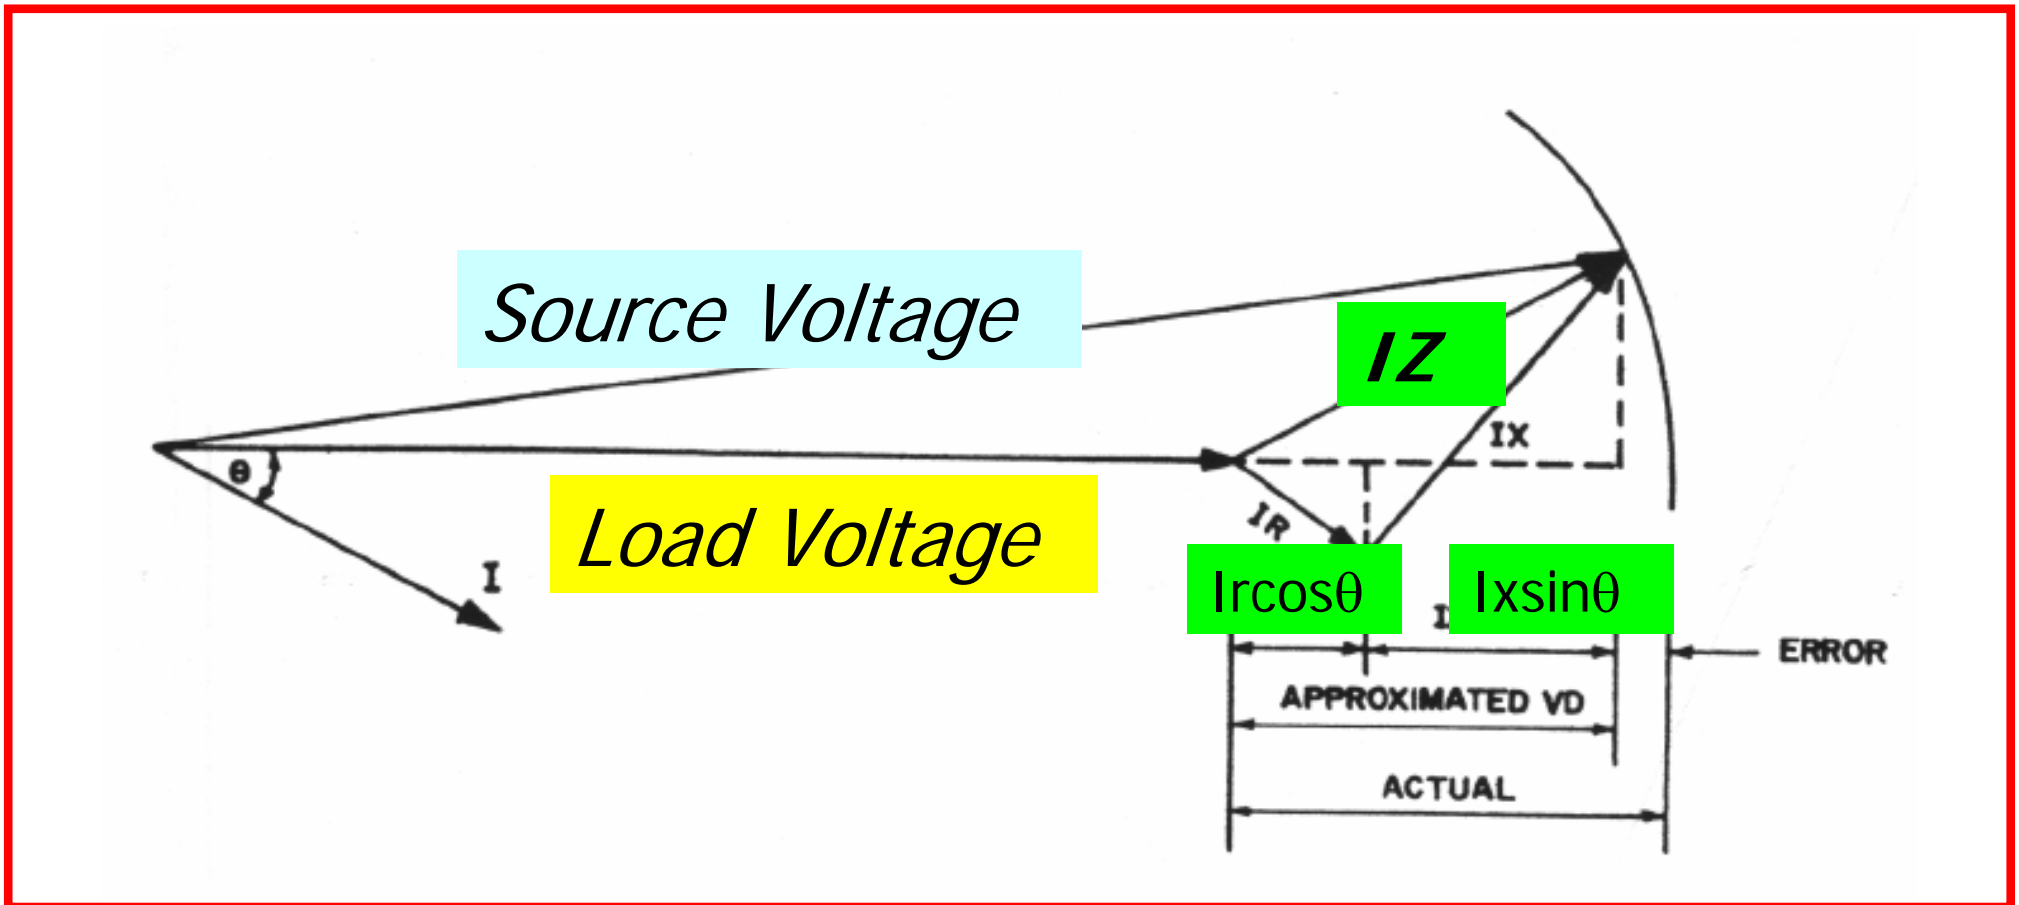 Source Voltage
IZ
IX
θ
Load Voltage
IR
I
Ircosθ
Ixsinθ
ERROR
APPROXIMATED VD
ACTUAL